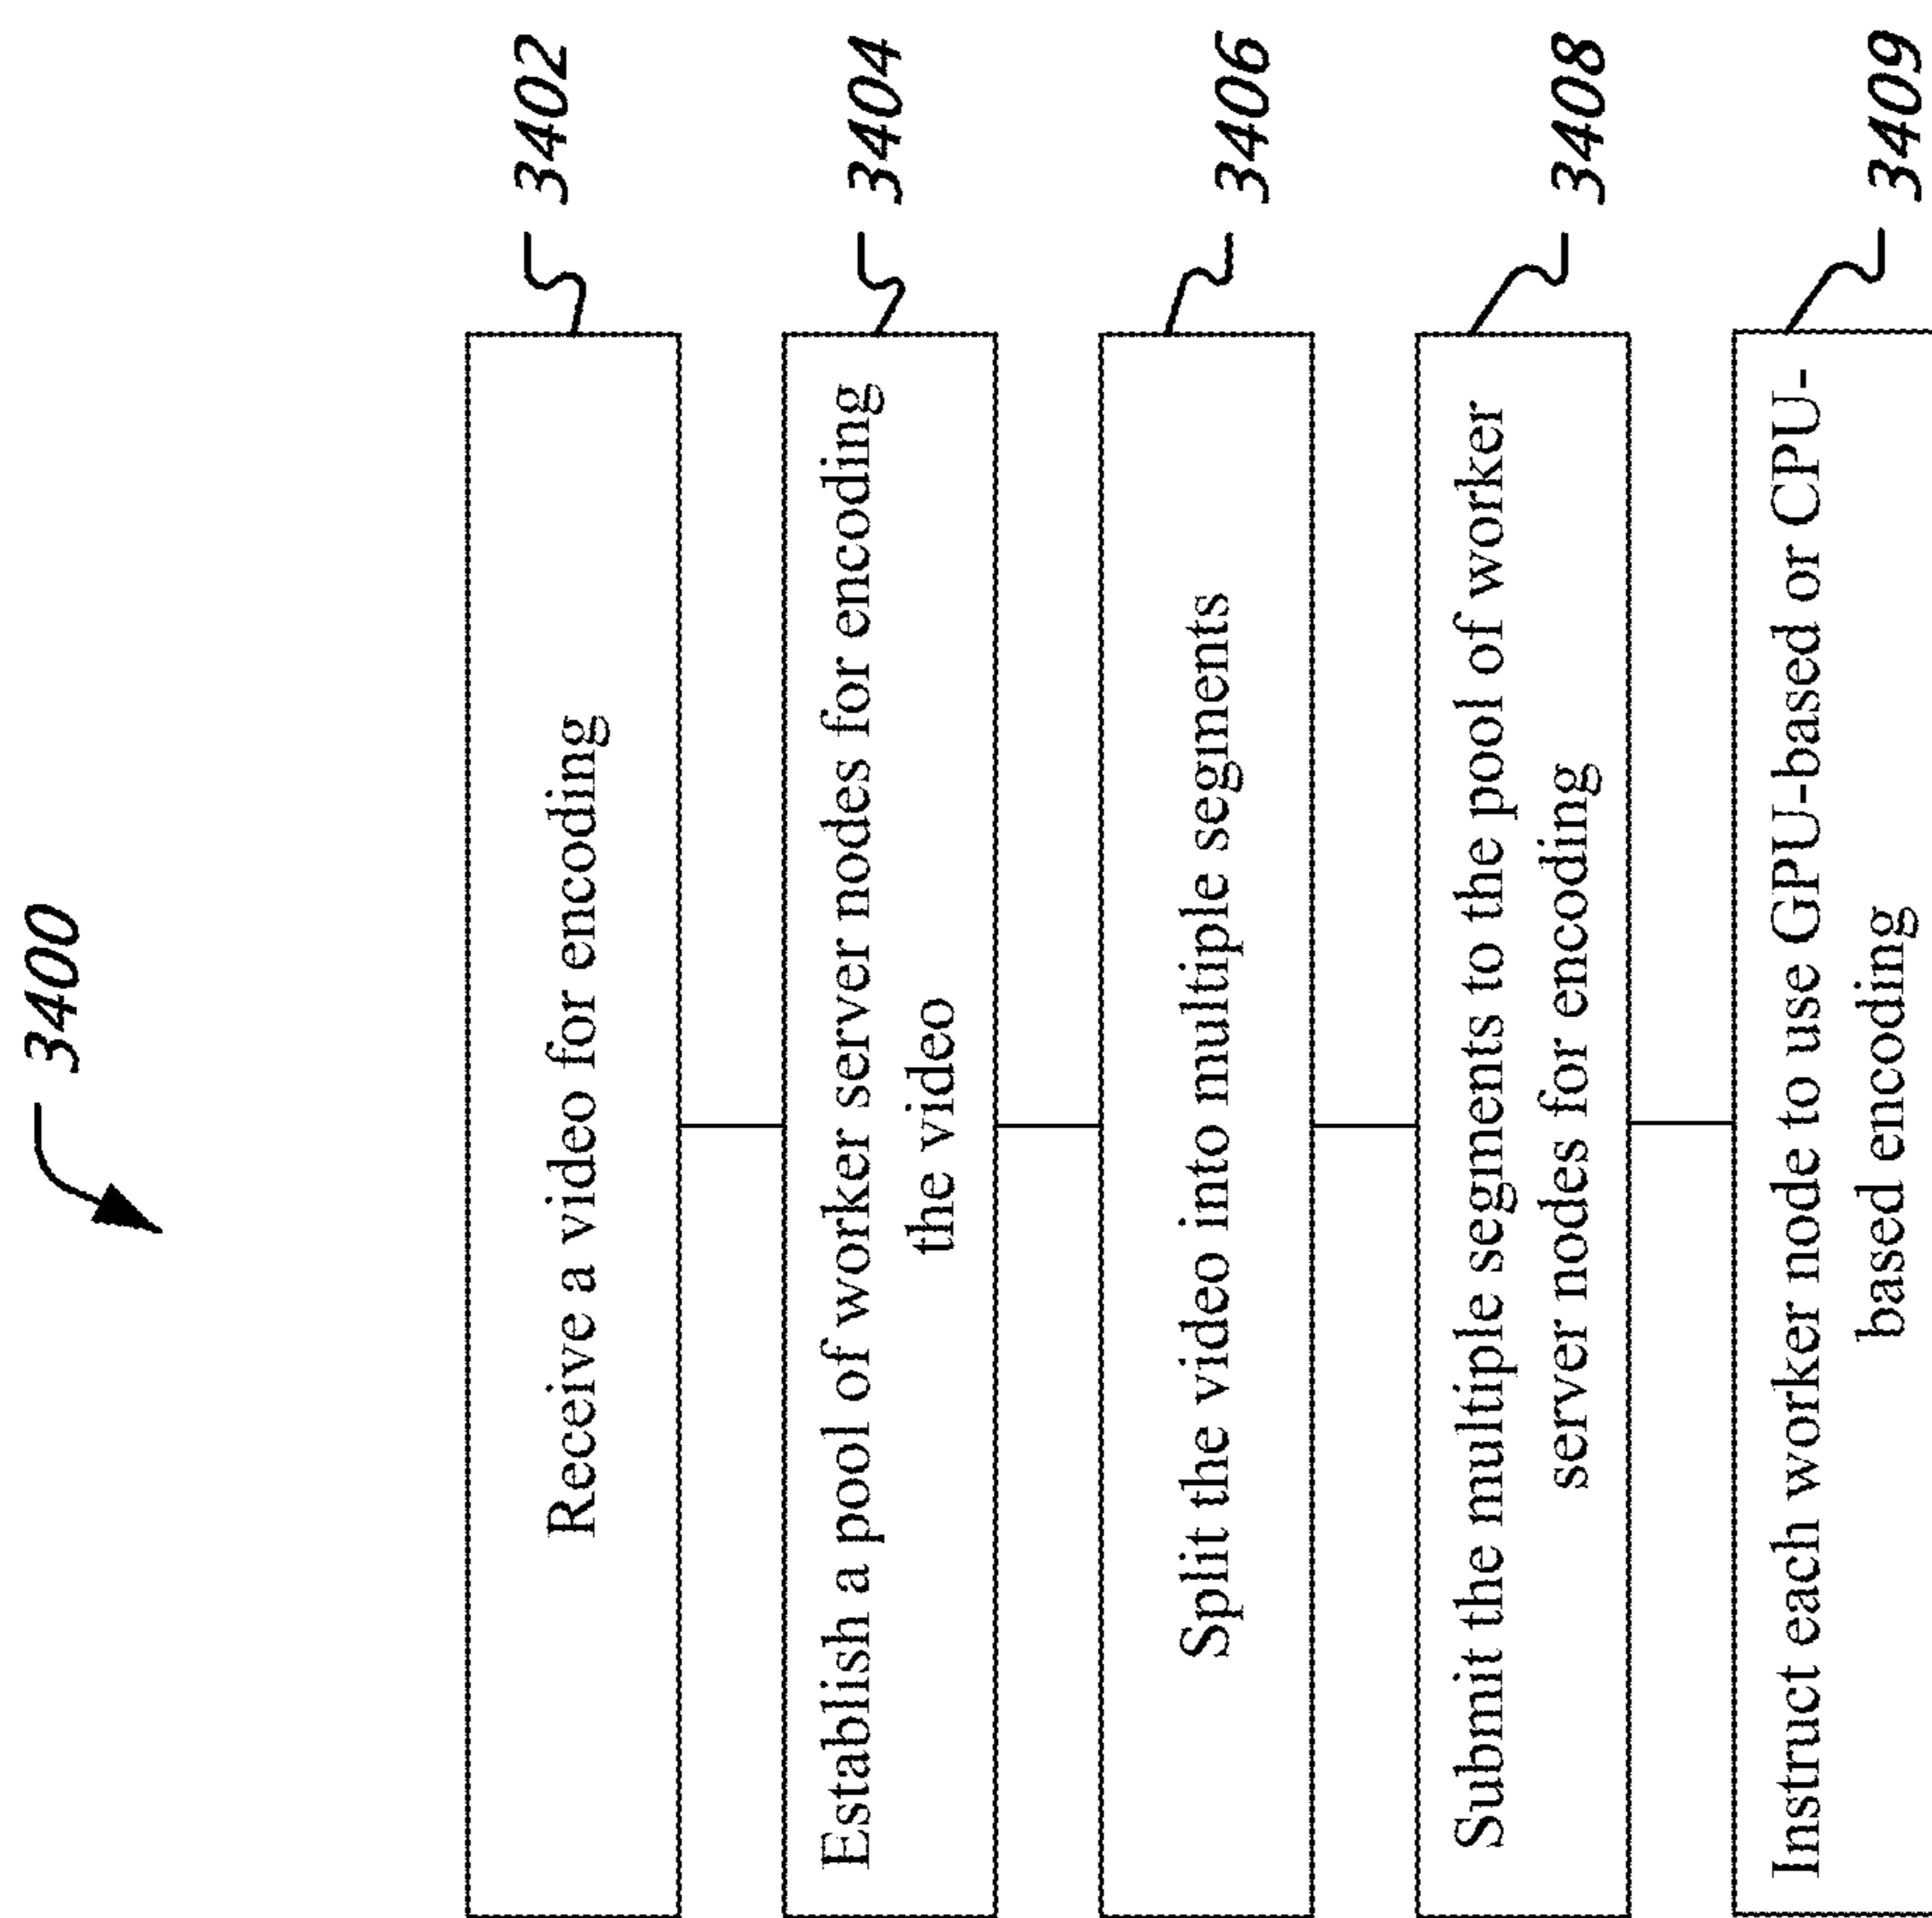 3400
Receive a video for encoding
3402
Establish a pool of worker server nodes for encoding
the video
3404
Split the video into multiple segments
3406
Submit the multiple segments to the pool of worker
server nodes for encoding
3408
Instruct each worker node to use GPU-based or CPU-
based encoding
3409